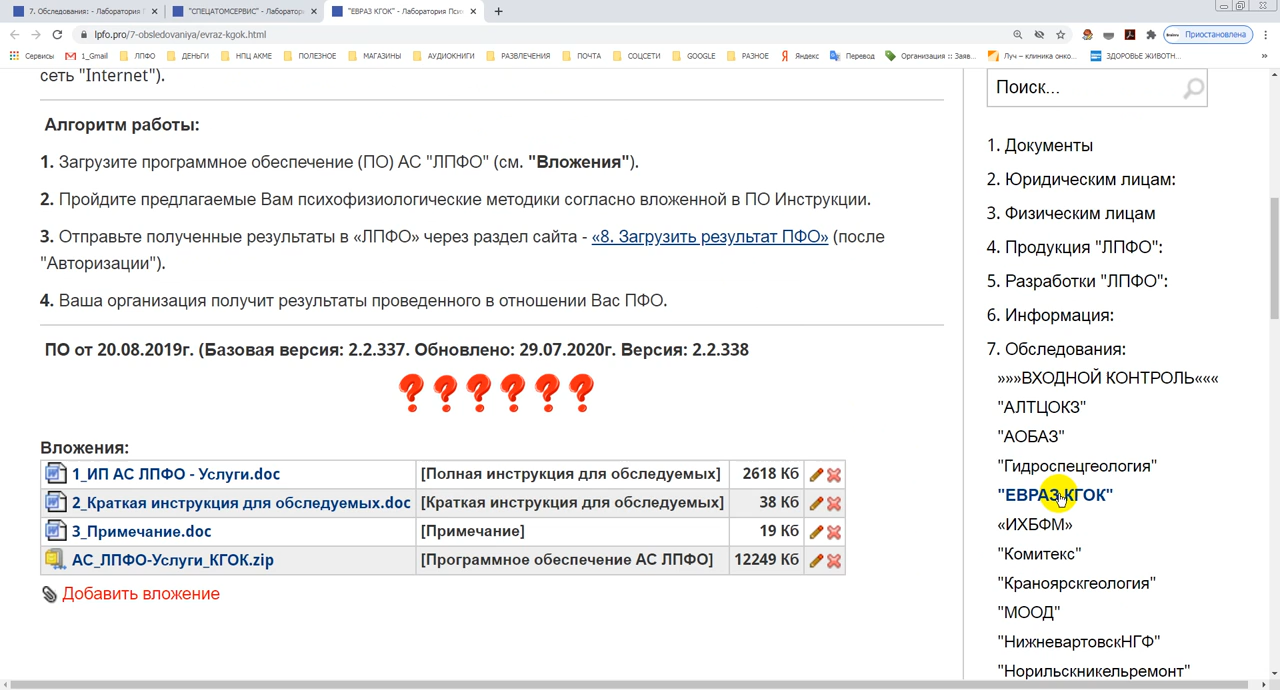 7. Обследования: - Лаборатория П
"СПЕЦАТОМСЕРВИС" - Лаборатор
"ЕВРАЗ КГОК" - Лаборатория Пси
lpfo.pro/7-obsledovaniya/evraz-kgok.html
Приостановлена
Сервисы
1_Gmail
ЛПФО
ДЕНЬГИ
НПЦ АКМЕ
ПОЛЕЗНОЕ
МАГАЗИНЫ
АУДИОКНИГИ
РАЗВЛЕЧЕНИЯ
ПОЧТА
СОЦСЕТИ
GOOGLE
РАЗНОЕ
Яндекс
Перевод
Организация :: Заяв...
Луч – клиника онко...
ЗДОРОВЬЕ ЖИВОТН...
сеть "Internet").
Алгоритм работы:
1. Загрузите программное обеспечение (ПО) АС "ЛПФО" (см. "Вложения").
2. Пройдите предлагаемые Вам психофизиологические методики согласно вложенной в ПО Инструкции.
3. Отправьте полученные результаты в «ЛПФО» через раздел сайта - «8. Загрузить результат ПФО» (после
"Авторизации").
4. Ваша организация получит результаты проведенного в отношении Вас ПФО.
ПО от 20.08.2019г. (Базовая версия: 2.2.337. Обновлено: 29.07.2020г. Версия: 2.2.338
??????
Вложения:
1_ИП АС ЛПФО - Услуги.doc [Полная инструкция для обследуемых] 2618 Кб
2_Краткая инструкция для обследуемых.doc [Краткая инструкция для обследуемых] 38 Кб
3_Примечание.doc [Примечание] 19 Кб
АС_ЛПФО-Услуги_КГОК.zip [Программное обеспечение АС ЛПФО] 12249 Кб
Добавить вложение
Поиск...
1. Документы
2. Юридическим лицам:
3. Физическим лицам
4. Продукция "ЛПФО":
5. Разработки "ЛПФО":
6. Информация:
7. Обследования:
»»»ВХОДНОЙ КОНТРОЛЬ«««
"АЛТЦОКЗ"
"АОБАЗ"
"Гидроспецгеология"
"ЕВРАЗ КГОК"
«ИХБФМ»
"Комитекс"
"Краноярскгеология"
"МООД"
"НижневартовскНГФ"
"Норильскникельремонт"